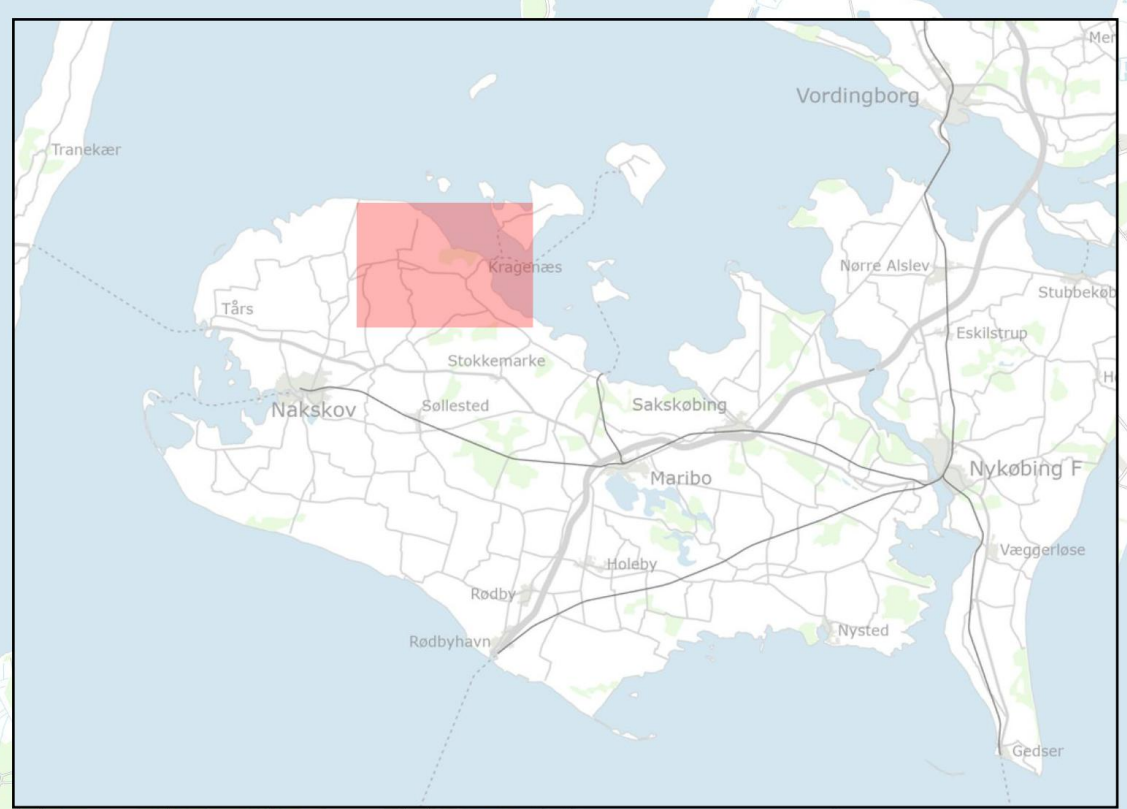 Mer
Vordingborg
Tranekær
Kragenæs
Nørre Alslev
Stubbekøb
Tårs
Eskilstrup
Stokkemarke
Nakskov
Søllested
Sakskøbing
Maribo
Nykøbing F
Væggerløse
Holeby
Rødby
Rødbyhavn
Nysted
Gedser